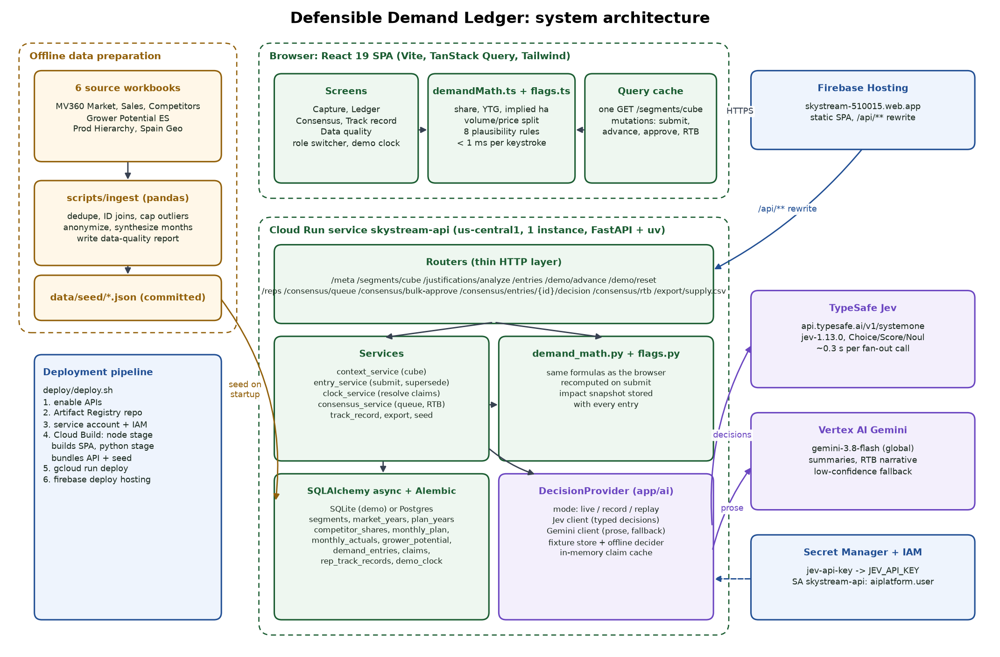 Defensible Demand Ledger: system architecture
Offline data preparation
6 source workbooks
MV360 Market, Sales, Competitors
Grower Potential ES
Prod Hierarchy, Spain Geo
scripts/ingest (pandas)
dedupe, ID joins, cap outliers
anonymize, synthesize months
write data-quality report
data/seed/*.json (committed)
seed on
startup
Deployment pipeline
deploy/deploy.sh
1. enable APIs
2. Artifact Registry repo
3. service account + IAM
4. Cloud Build: node stage
builds SPA, python stage
bundles API + seed
5. gcloud run deploy
6. firebase deploy hosting
Browser: React 19 SPA (Vite, TanStack Query, Tailwind)
Screens
Capture, Ledger
Consensus, Track record
Data quality
role switcher, demo clock
demandMath.ts + flags.ts
share, YTG, implied ha
volume/price split
8 plausibility rules
< 1 ms per keystroke
Query cache
one GET /segments/cube
mutations: submit,
advance, approve, RTB
HTTPS
Firebase Hosting
skystream-510015.web.app
static SPA, /api/** rewrite
/api/** rewrite
Cloud Run service skystream-api (us-central1, 1 instance, FastAPI + uv)
Routers (thin HTTP layer)
/meta /segments/cube /justifications/analyze /entries /demo/advance /demo/reset
/reps /consensus/queue /consensus/bulk-approve /consensus/entries/{id}/decision /consensus/rtb /export/supply.csv
Services
context_service (cube)
entry_service (submit, supersede)
clock_service (resolve claims)
consensus_service (queue, RTB)
track_record, export, seed
demand_math.py + flags.py
same formulas as the browser
recomputed on submit
impact snapshot stored
with every entry
SQLAlchemy async + Alembic
SQLite (demo) or Postgres
segments, market_years, plan_years
competitor_shares, monthly_plan,
monthly_actuals, grower_potential,
demand_entries, claims,
rep_track_records, demo_clock
DecisionProvider (app/ai)
mode: live / record / replay
Jev client (typed decisions)
Gemini client (prose, fallback)
fixture store + offline decider
in-memory claim cache
decisions
prose
TypeSafe Jev
api.typesafe.ai/v1/systemone
jev-1.13.0, Choice/Score/Noul
~0.3 s per fan-out call
Vertex AI Gemini
gemini-3.8-flash (global)
summaries, RTB narrative
low-confidence fallback
Secret Manager + IAM
jev-api-key -> JEV_API_KEY
SA skystream-api: aiplatform.user